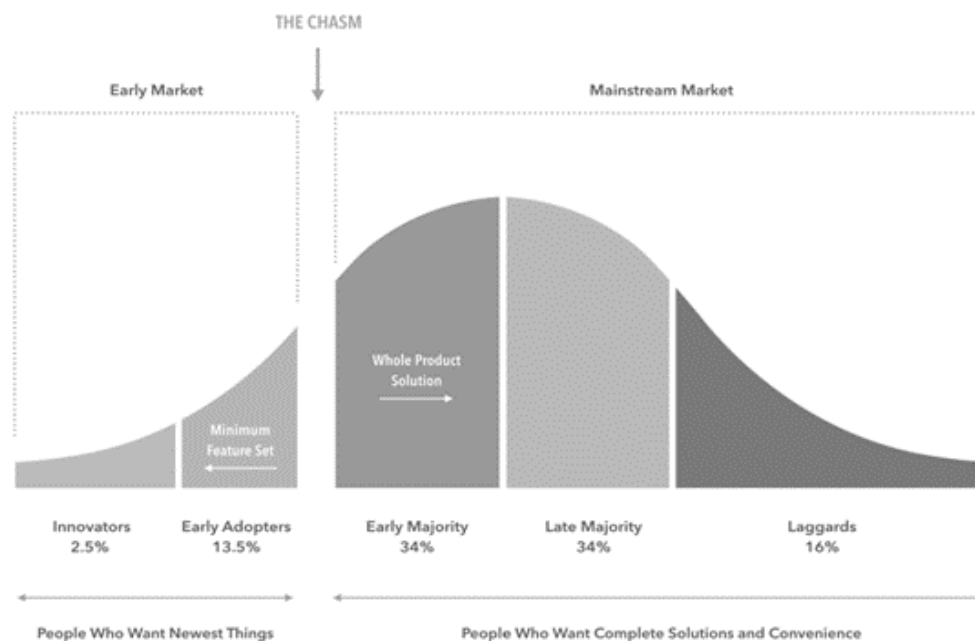 THE CHASM
Early Market
Mainstream Market
Whole Product
Solution
Minimum
Feature Set
Innovators
2.5%
Early Adopters
13.5%
Early Majority
34%
Late Majority
34%
Laggards
16%
People Who Want Newest Things
People Who Want Complete Solutions and Convenience